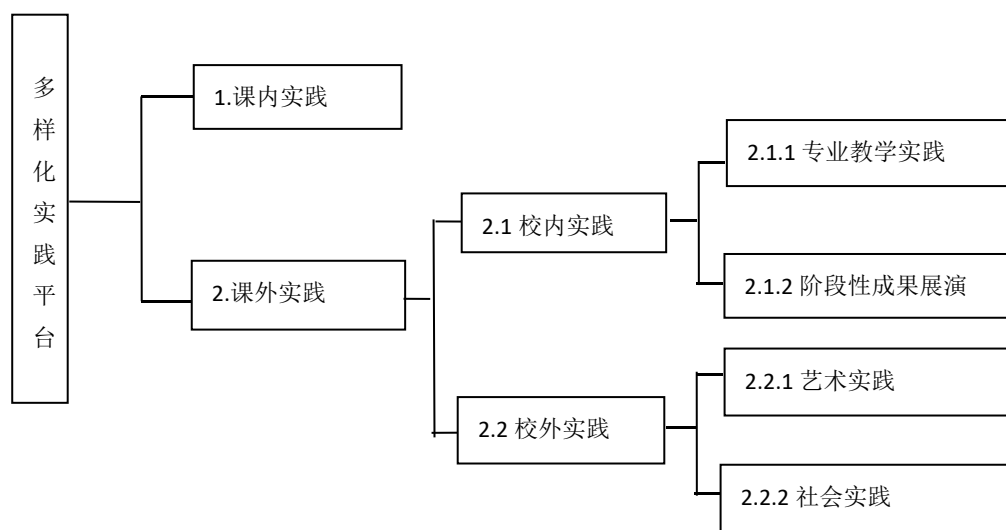 多样化实践平台
1.课内实践
2.课外实践
2.1 校内实践
2.2 校外实践
2.1.1 专业教学实践
2.1.2 阶段性成果展演
2.2.1 艺术实践
2.2.2 社会实践